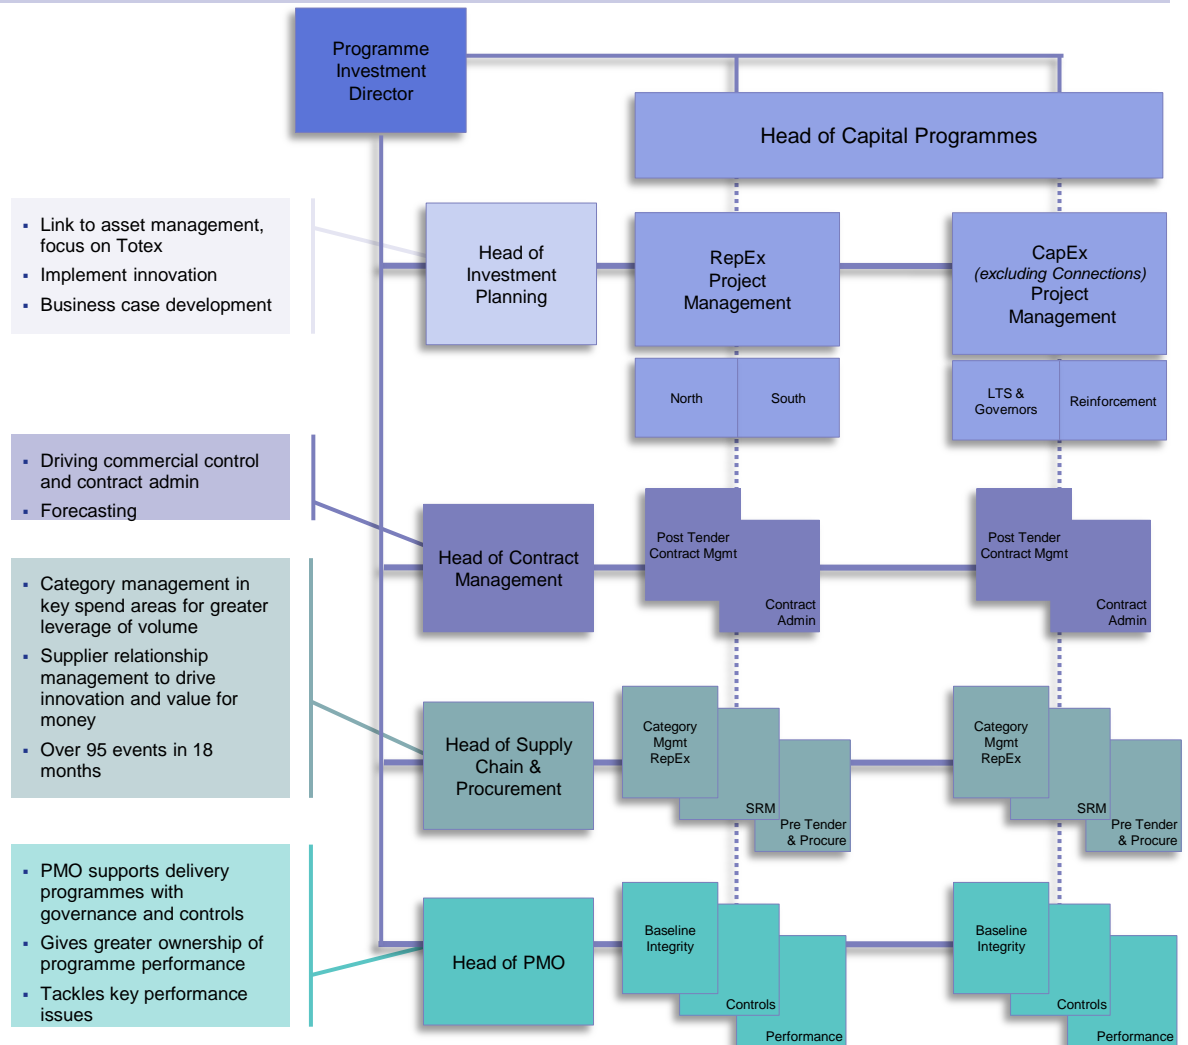 Programme
Investment
Director
Head of Capital Programmes
▪ Link to asset management,
focus on Totex
▪ Implement innovation
▪ Business case development
Head of
Investment
Planning
RepEx
Project
Management
CapEx
(excluding Connections)
Project
Management
North
South
LTS &
Governors
Reinforcement
▪ Driving commercial control
and contract admin
▪ Forecasting
Head of Contract
Management
Post Tender
Contract Mgmt
Contract
Admin
Post Tender
Contract Mgmt
Contract
Admin
▪ Category management in
key spend areas for greater
leverage of volume
▪ Supplier relationship
management to drive
innovation and value for
money
▪ Over 95 events in 18
months
Head of Supply
Chain &
Procurement
Category
Mgmt
RepEx
SRM
Pre Tender
& Procure
Category
Mgmt
RepEx
SRM
Pre Tender
& Procure
▪ PMO supports delivery
programmes with
governance and controls
▪ Gives greater ownership of
programme performance
▪ Tackles key performance
issues
Head of PMO
Baseline
Integrity
Controls
Performance
Baseline
Integrity
Controls
Performance